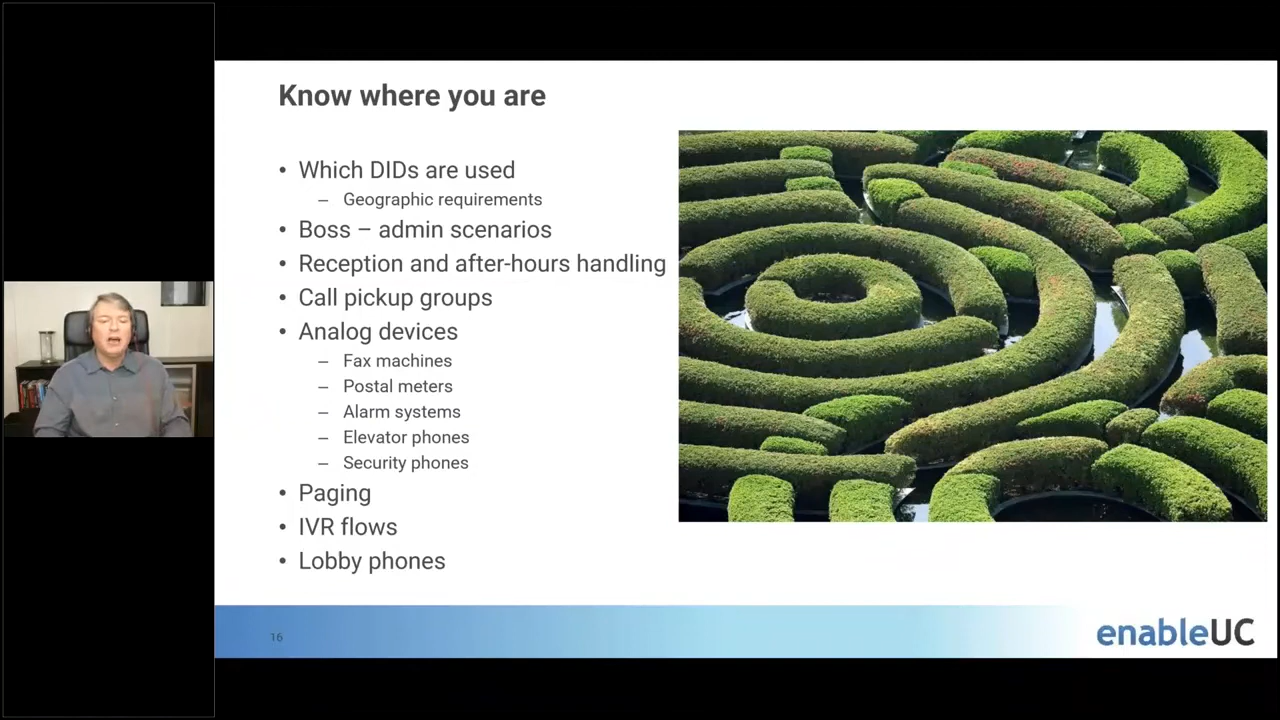 Know where you are
• Which DIDs are used
– Geographic requirements
• Boss – admin scenarios
• Reception and after-hours handling
• Call pickup groups
• Analog devices
– Fax machines
– Postal meters
– Alarm systems
– Elevator phones
– Security phones
• Paging
• IVR flows
• Lobby phones
16
enableUC